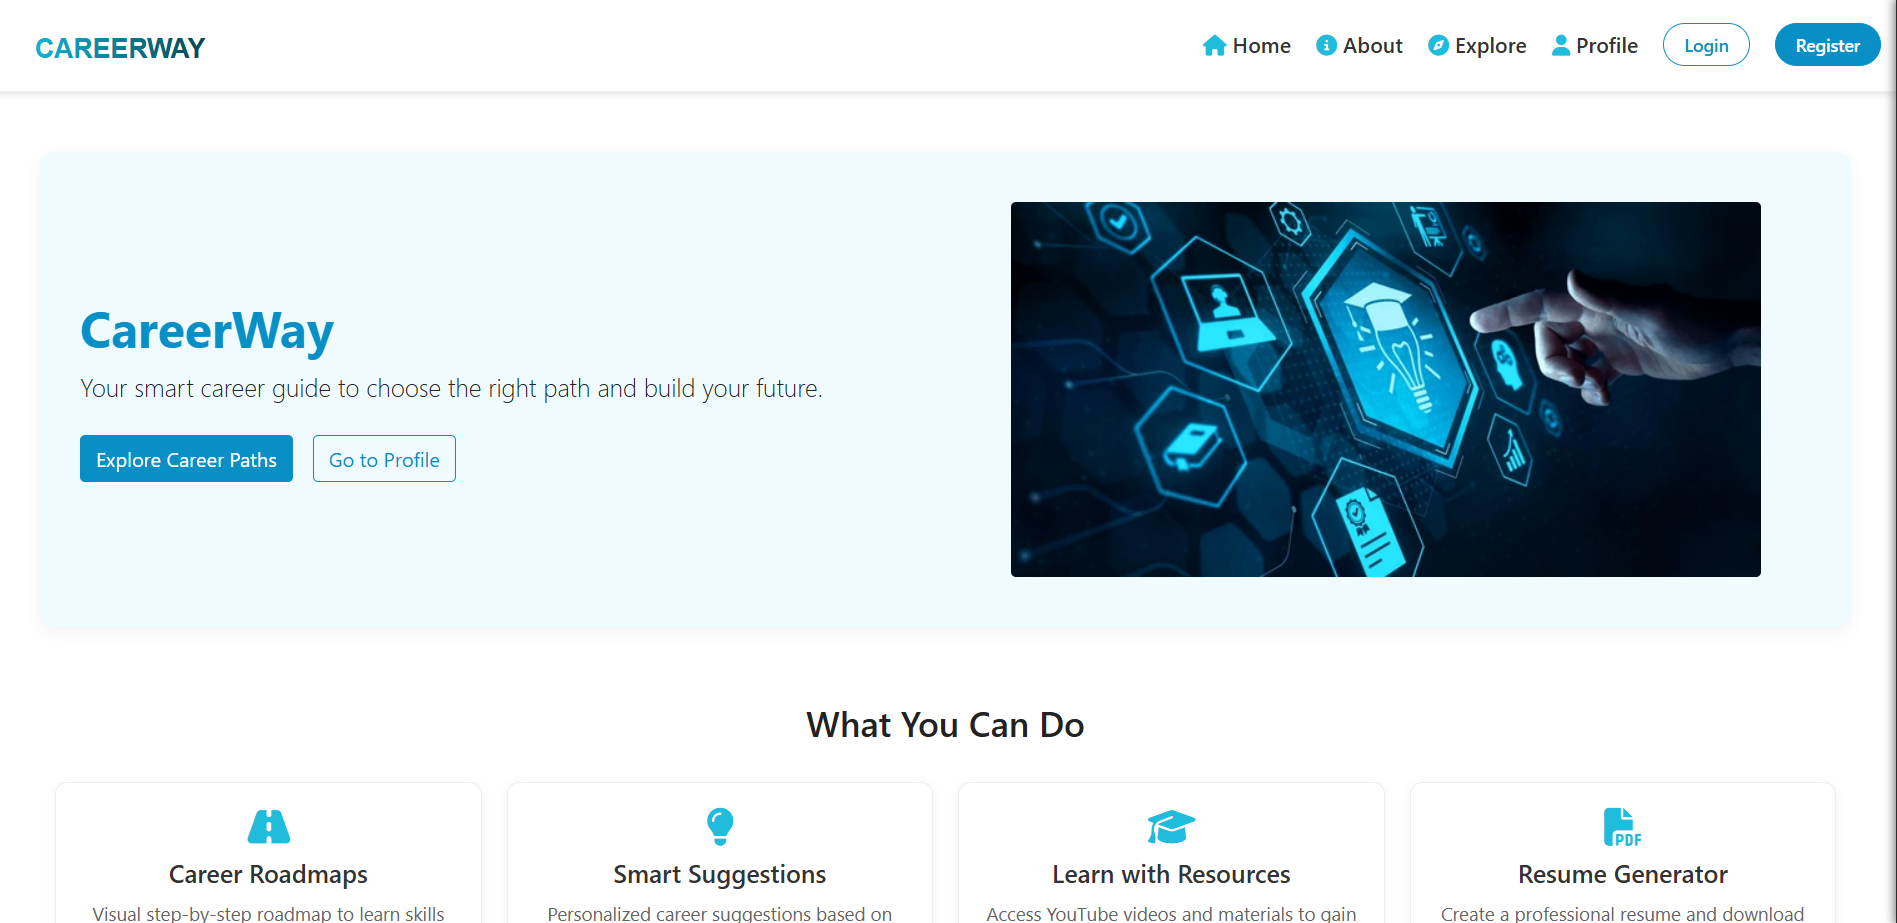 CAREERWAY
Home
About
Explore
Profile
Login
Register
CareerWay
Your smart career guide to choose the right path and build your future.
Explore Career Paths
Go to Profile
What You Can Do
Career Roadmaps
Visual step-by-step roadmap to learn skills
Smart Suggestions
Personalized career suggestions based on
Learn with Resources
Access YouTube videos and materials to gain
PDF
Resume Generator
Create a professional resume and download